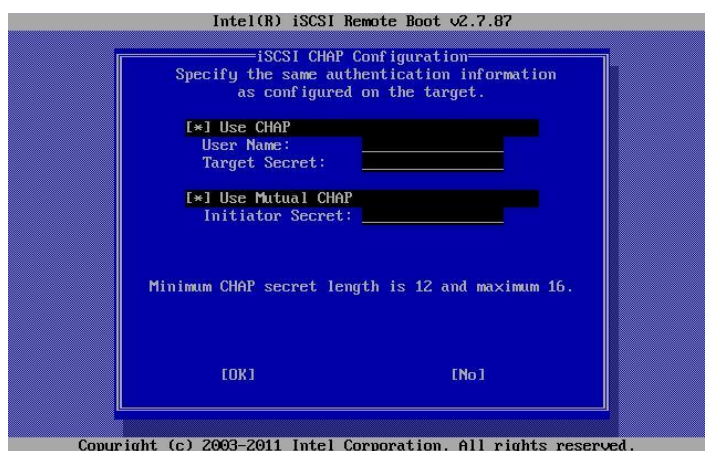 Intel(R) iSCSI Remote Boot v2.7.87
iSCSI CHAP Configuration
Specify the same authentication information
as configured on the target.
[*] Use CHAP
User Name:
Target Secret:
[*] Use Mutual CHAP
Initiator Secret:
Minimum CHAP secret length is 12 and maximum 16.
[OK] [No]
Copyright (c) 2003-2011 Intel Corporation. All rights reserved.